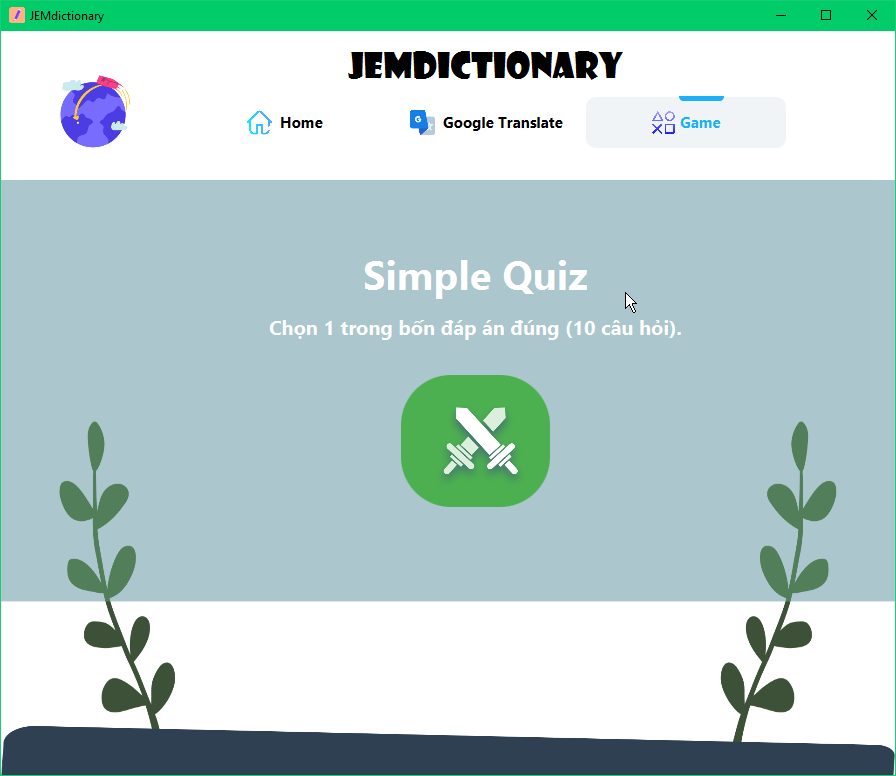 JEMdictionary
JEMDICTIONARY
Home
Google Translate
Game
Simple Quiz
Chọn 1 trong bốn đáp án đúng (10 câu hỏi).